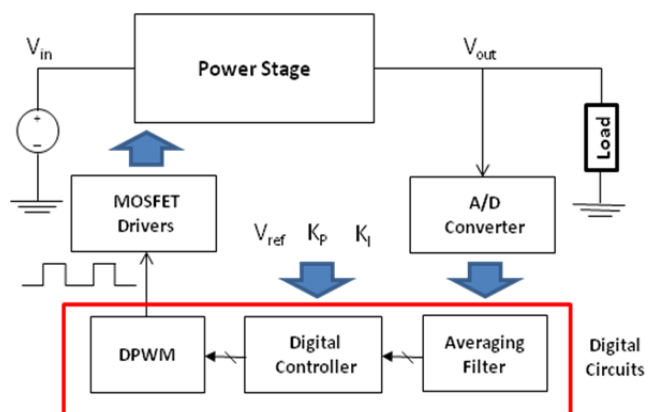 V_in
Power Stage
V_out
+
−
Load
MOSFET
Drivers
V_ref K_P K_I
A/D
Converter
DPWM
Digital
Controller
Averaging
Filter
Digital
Circuits